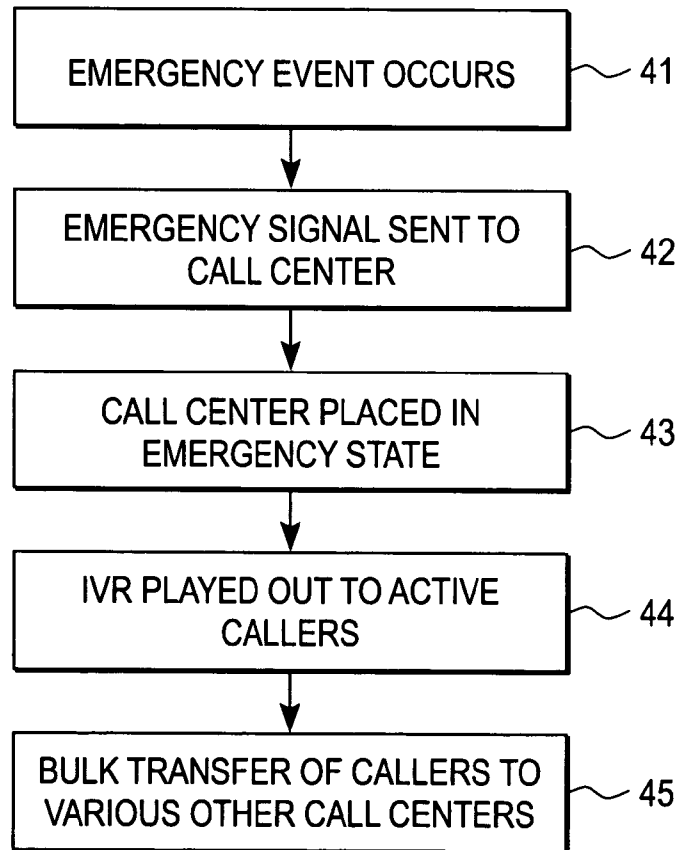 EMERGENCY EVENT OCCURS
41
EMERGENCY SIGNAL SENT TO
CALL CENTER
42
CALL CENTER PLACED IN
EMERGENCY STATE
43
IVR PLAYED OUT TO ACTIVE
CALLERS
44
BULK TRANSFER OF CALLERS TO
VARIOUS OTHER CALL CENTERS
45